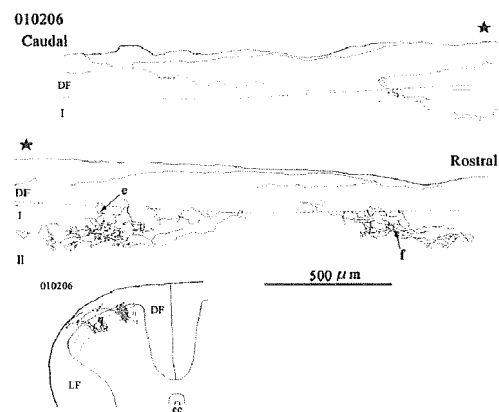 010206
Caudal
★
DF
I
★
Rostral
DF
e
I
II
f
500 μm
010206
DF
LF
cc